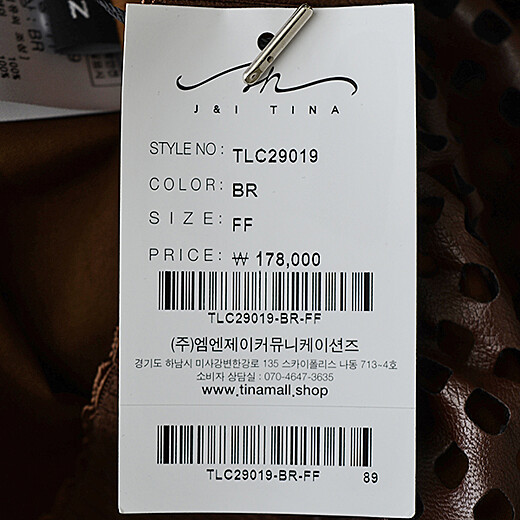 J & I TINA
STYLE NO: TLC29019
COLOR: BR
SIZE: FF
PRICE: ₩ 178,000
TLC29019-BR-FF
(주)엠엔제이커뮤니케이션즈
경기도 하남시 미사강변한강로 135 스카이폴리스 나동 713~4호
소비자 상담실 : 070-4647-3635
www.tinamall.shop
TLC29019-BR-FF 89
: BR
100%
100%
Z